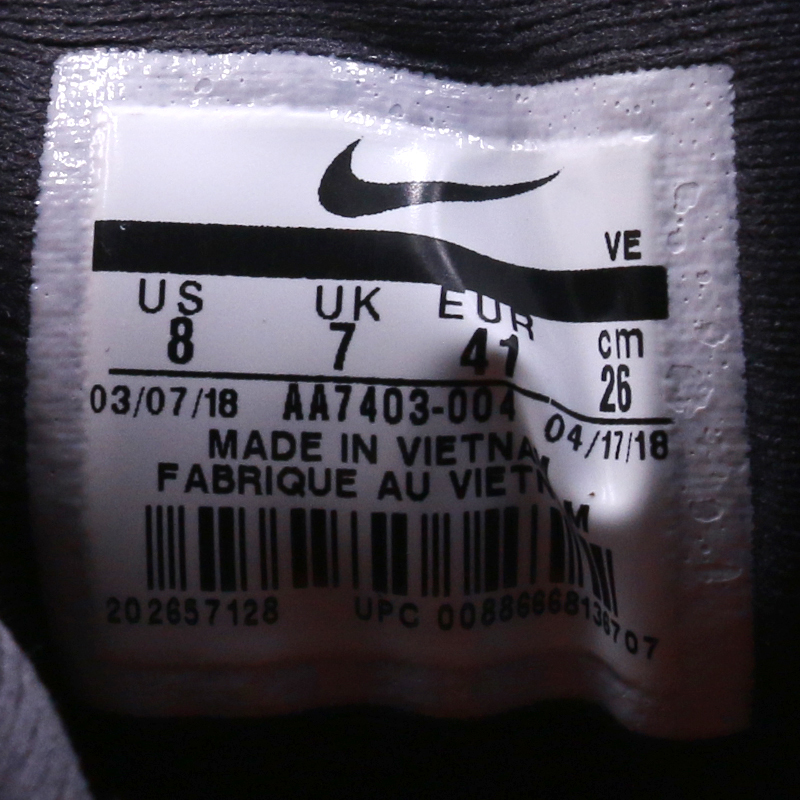 VE
US UK EUR cm
8 7 41 26
03/07/18 AA7403-004 04/17/18
MADE IN VIETNAM
FABRIQUE AU VIETNAM
202657128 UPC 00886668136707